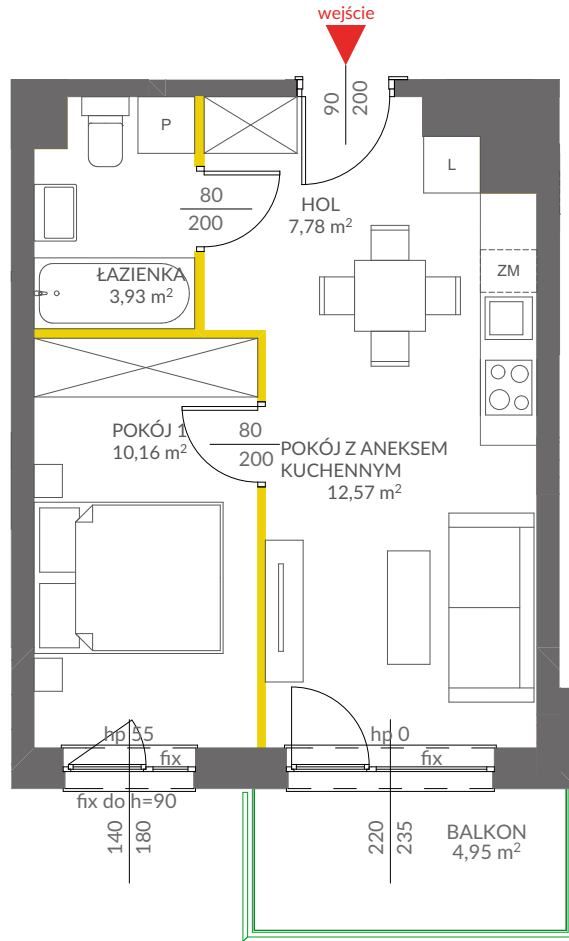 wejście
90
200
P
L
80
200
HOL
7,78 m²
ZM
ŁAZIENKA
3,93 m²
POKÓJ 1
10,16 m²
80
200
POKÓJ Z ANEKSEM
KUCHENNYM
12,57 m²
hp 55
fix
fix do h=90
140
180
hp 0
fix
220
235
BALKON
4,95 m²